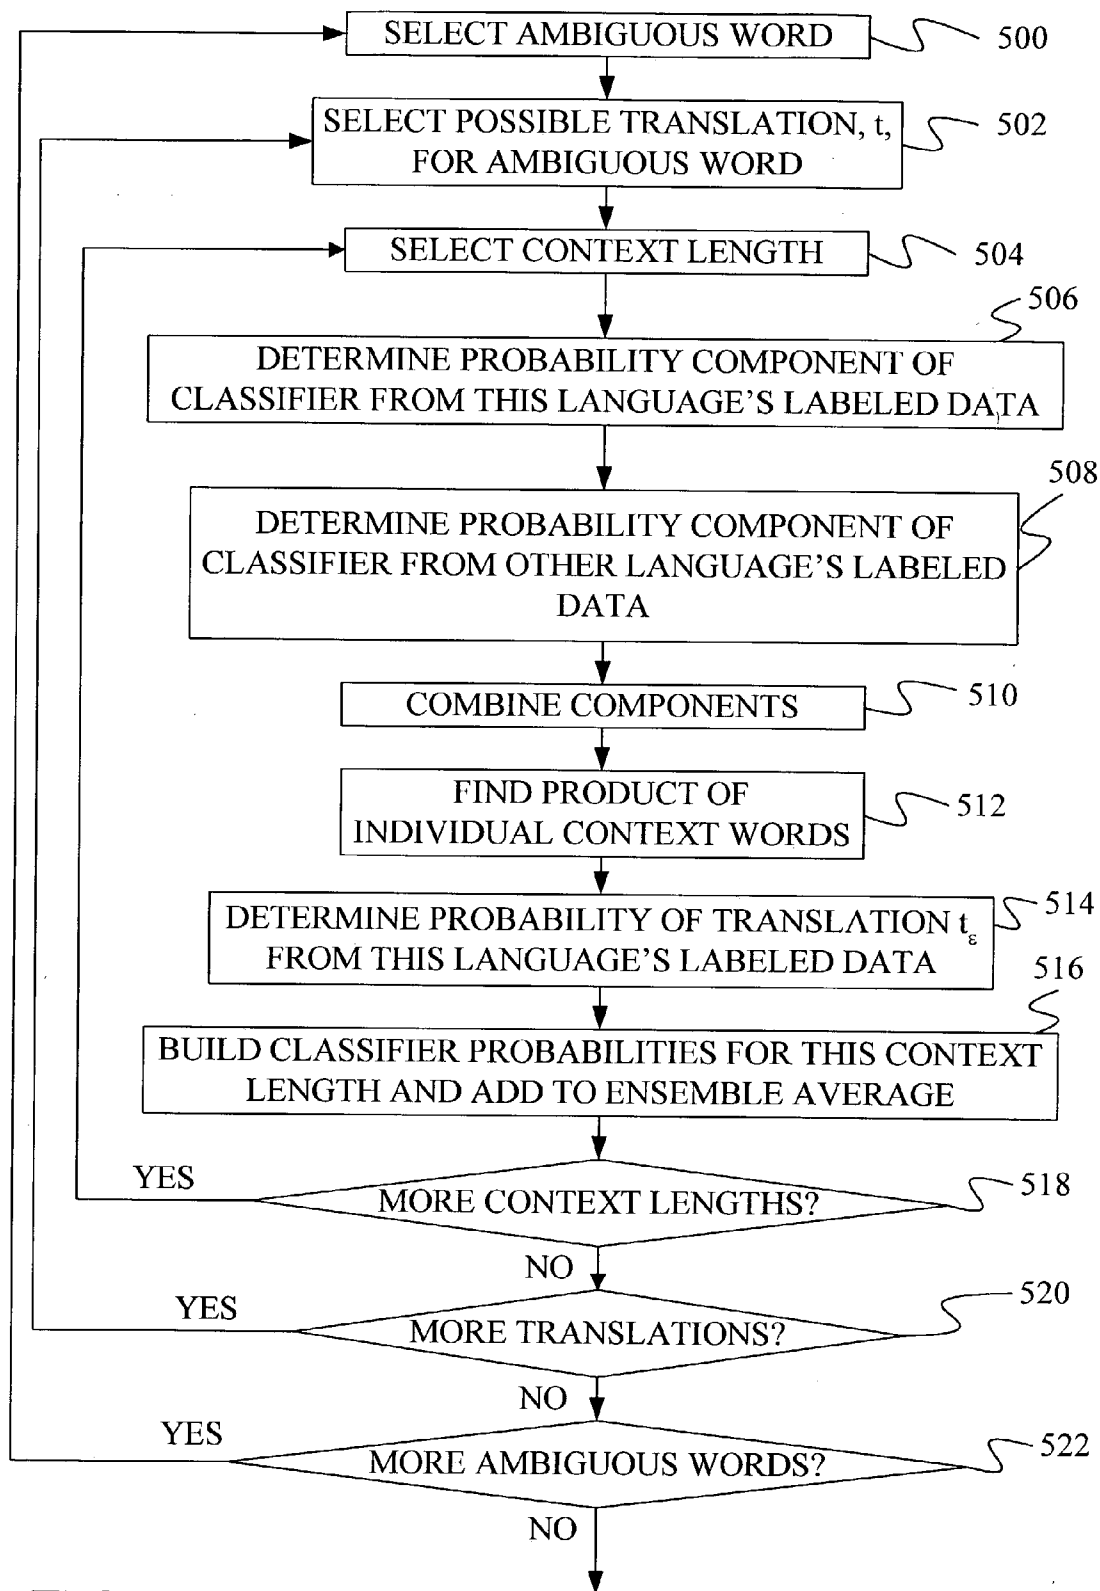 SELECT AMBIGUOUS WORD
500
SELECT POSSIBLE TRANSLATION, t,
FOR AMBIGUOUS WORD
502
SELECT CONTEXT LENGTH
504
506
DETERMINE PROBABILITY COMPONENT OF
CLASSIFIER FROM THIS LANGUAGE'S LABELED DATA
508
DETERMINE PROBABILITY COMPONENT OF
CLASSIFIER FROM OTHER LANGUAGE'S LABELED
DATA
COMBINE COMPONENTS
510
FIND PRODUCT OF
INDIVIDUAL CONTEXT WORDS
512
DETERMINE PROBABILITY OF TRANSLATION tε
FROM THIS LANGUAGE'S LABELED DATA
514
516
BUILD CLASSIFIER PROBABILITIES FOR THIS CONTEXT
LENGTH AND ADD TO ENSEMBLE AVERAGE
YES
MORE CONTEXT LENGTHS?
518
NO
YES
MORE TRANSLATIONS?
520
NO
YES
MORE AMBIGUOUS WORDS?
522
NO